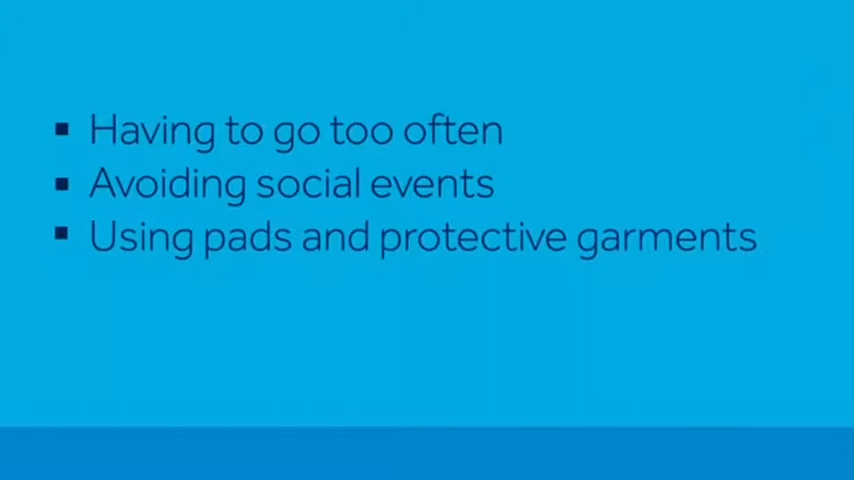 ▪ Having to go too often
▪ Avoiding social events
▪ Using pads and protective garments